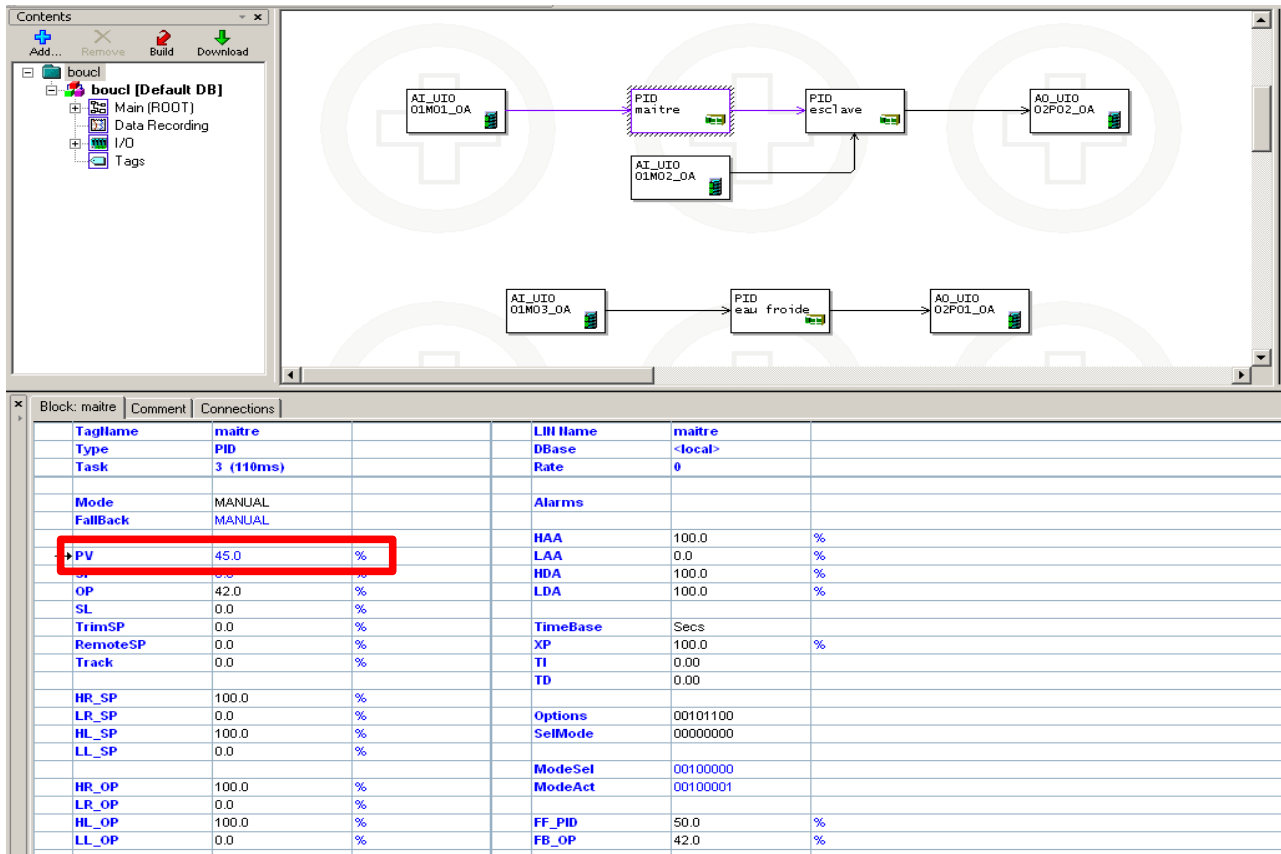 Contents
Add... Remove Build Download
boucl
boucl [Default DB]
Main (ROOT)
Data Recording
I/O
Tags
AI_UIO
01M01_0A
PID
maitre
PID
esclave
AO_UIO
02P02_0A
AI_UIO
01M02_0A
AI_UIO
01M03_0A
PID
eau froide
AO_UIO
02P01_0A
Block: maitre Comment Connections
TagName maitre LIN Name maitre
Type PID DBase <local>
Task 3 (110ms) Rate 0
Mode MANUAL Alarms
FallBack MANUAL
HAA 100.0 %
PV 45.0 % LAA 0.0 %
HDA 100.0 %
OP 42.0 % LDA 100.0 %
SL 0.0 %
TrimSP 0.0 % TimeBase Secs
RemoteSP 0.0 % XP 100.0 %
Track 0.0 % TI 0.00
TD 0.00
HR_SP 100.0 %
LR_SP 0.0 % Options 00101100
HL_SP 100.0 % SelMode 00000000
LL_SP 0.0 %
ModeSel 00100000
HR_OP 100.0 % ModeAct 00100001
LR_OP 0.0 %
HL_OP 100.0 % FF_PID 50.0 %
LL_OP 0.0 % FB_OP 42.0 %